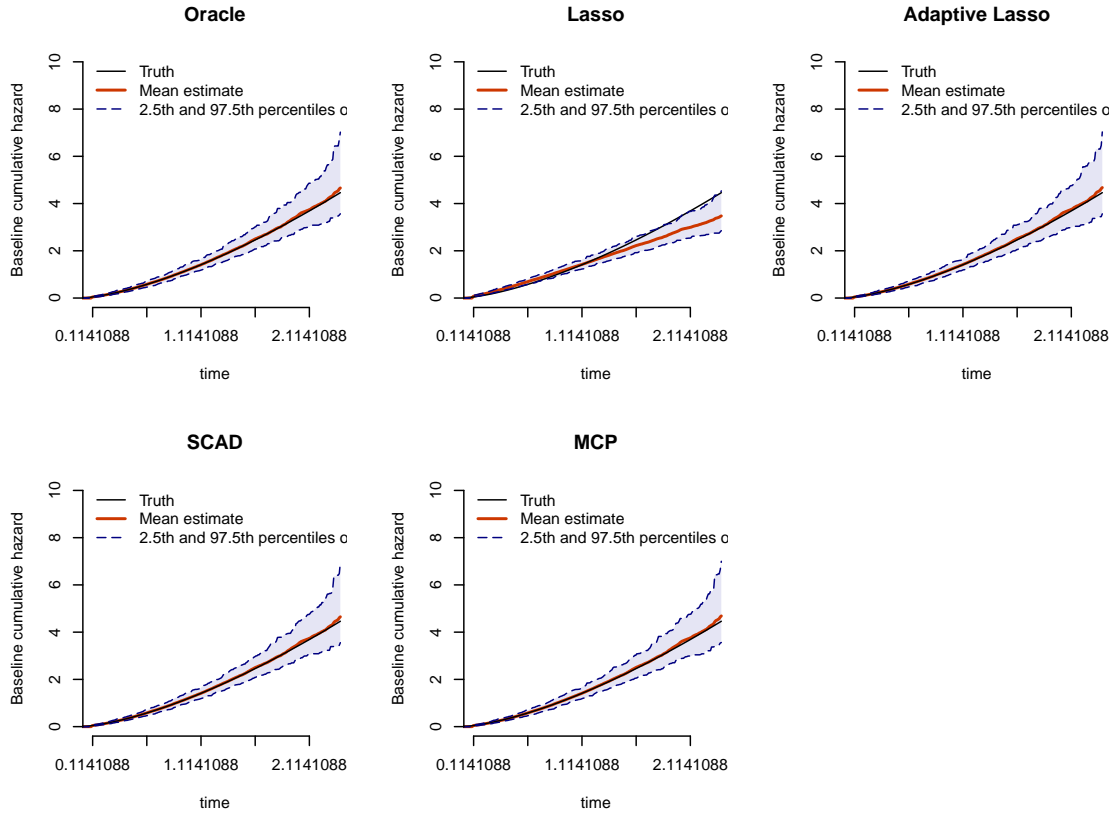 Oracle
Baseline cumulative hazard
10
8
6
4
2
0
Truth
Mean estimate
2.5th and 97.5th percentiles o
0.1141088
1.1141088
2.1141088
time
Lasso
Baseline cumulative hazard
10
8
6
4
2
0
Truth
Mean estimate
2.5th and 97.5th percentiles o
0.1141088
1.1141088
2.1141088
time
Adaptive Lasso
Baseline cumulative hazard
10
8
6
4
2
0
Truth
Mean estimate
2.5th and 97.5th percentiles o
0.1141088
1.1141088
2.1141088
time
SCAD
Baseline cumulative hazard
10
8
6
4
2
0
Truth
Mean estimate
2.5th and 97.5th percentiles o
0.1141088
1.1141088
2.1141088
time
MCP
Baseline cumulative hazard
10
8
6
4
2
0
Truth
Mean estimate
2.5th and 97.5th percentiles o
0.1141088
1.1141088
2.1141088
time